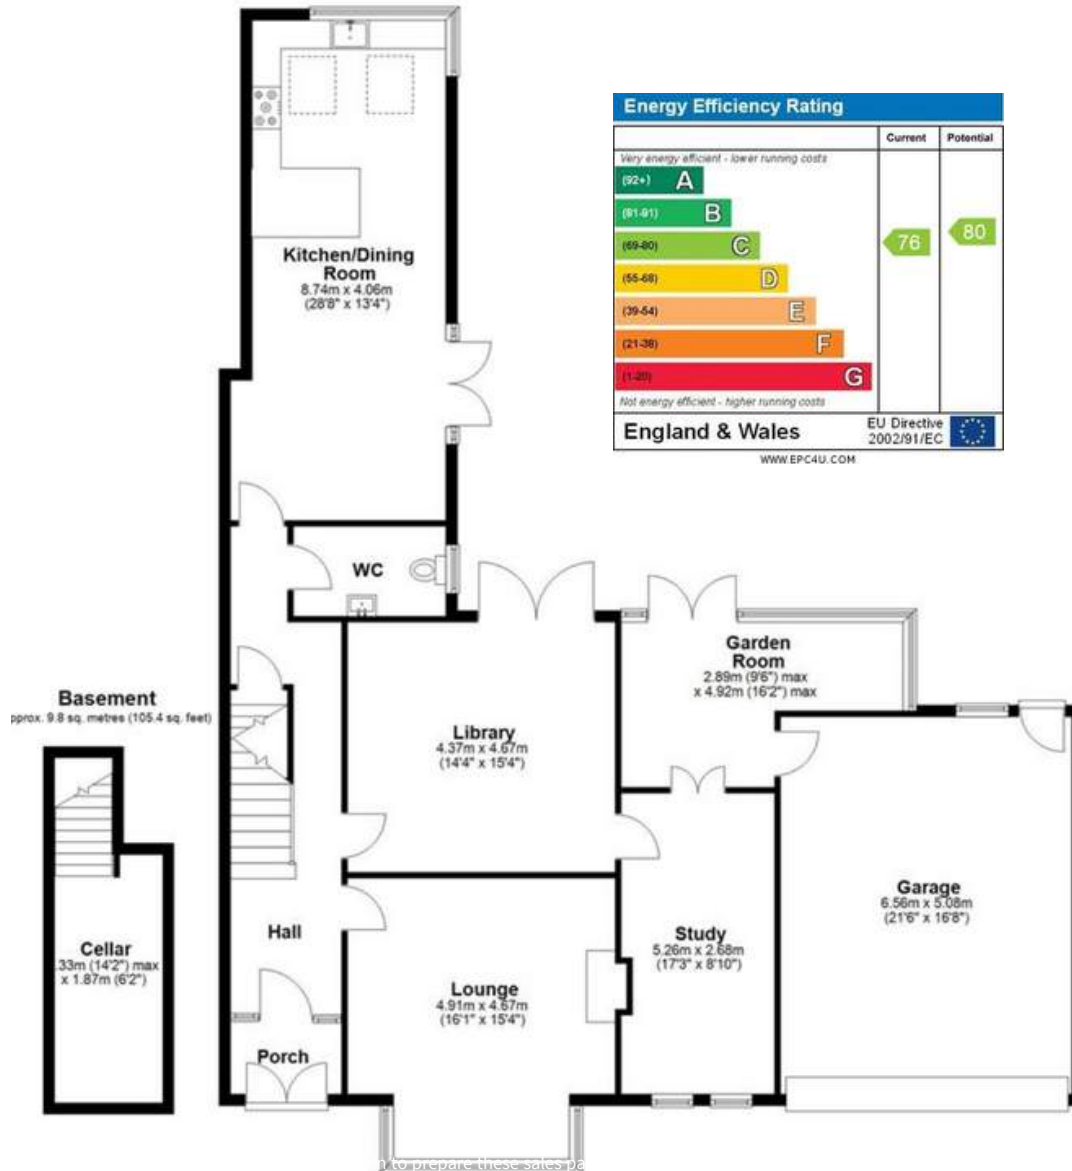 Energy Efficiency Rating
Current
Potential
Very energy efficient - lower running costs
(92+) A
(81-91) B
(69-80) C
(55-68) D
(39-54) E
(21-38) F
(1-20) G
76
80
Not energy efficient - higher running costs
England & Wales
EU Directive
2002/91/EC
WWW.EPC4U.COM
Kitchen/Dining
Room
8.74m x 4.06m
(28'8" x 13'4")
WC
Garden
Room
2.89m (9'6") max
x 4.92m (16'2") max
Basement
pprox. 9.8 sq. metres (105.4 sq. feet)
Library
4.37m x 4.67m
(14'4" x 15'4")
Garage
6.56m x 5.08m
(21'6" x 16'8")
Hall
Study
5.26m x 2.68m
(17'3" x 8'10")
Cellar
.33m (14'2") max
x 1.87m (6'2")
Lounge
4.91m x 4.67m
(16'1" x 15'4")
Porch
n to prepare these sales pa